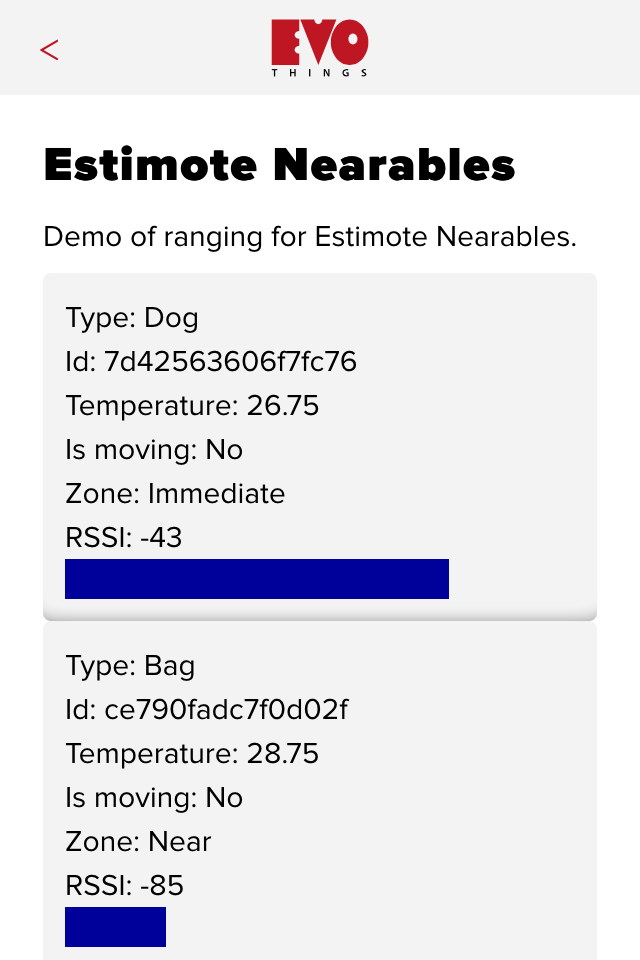 <
EVO
THINGS
Estimote Nearables
Demo of ranging for Estimote Nearables.
Type: Dog
Id: 7d42563606f7fc76
Temperature: 26.75
Is moving: No
Zone: Immediate
RSSI: -43
Type: Bag
Id: ce790fadc7f0d02f
Temperature: 28.75
Is moving: No
Zone: Near
RSSI: -85